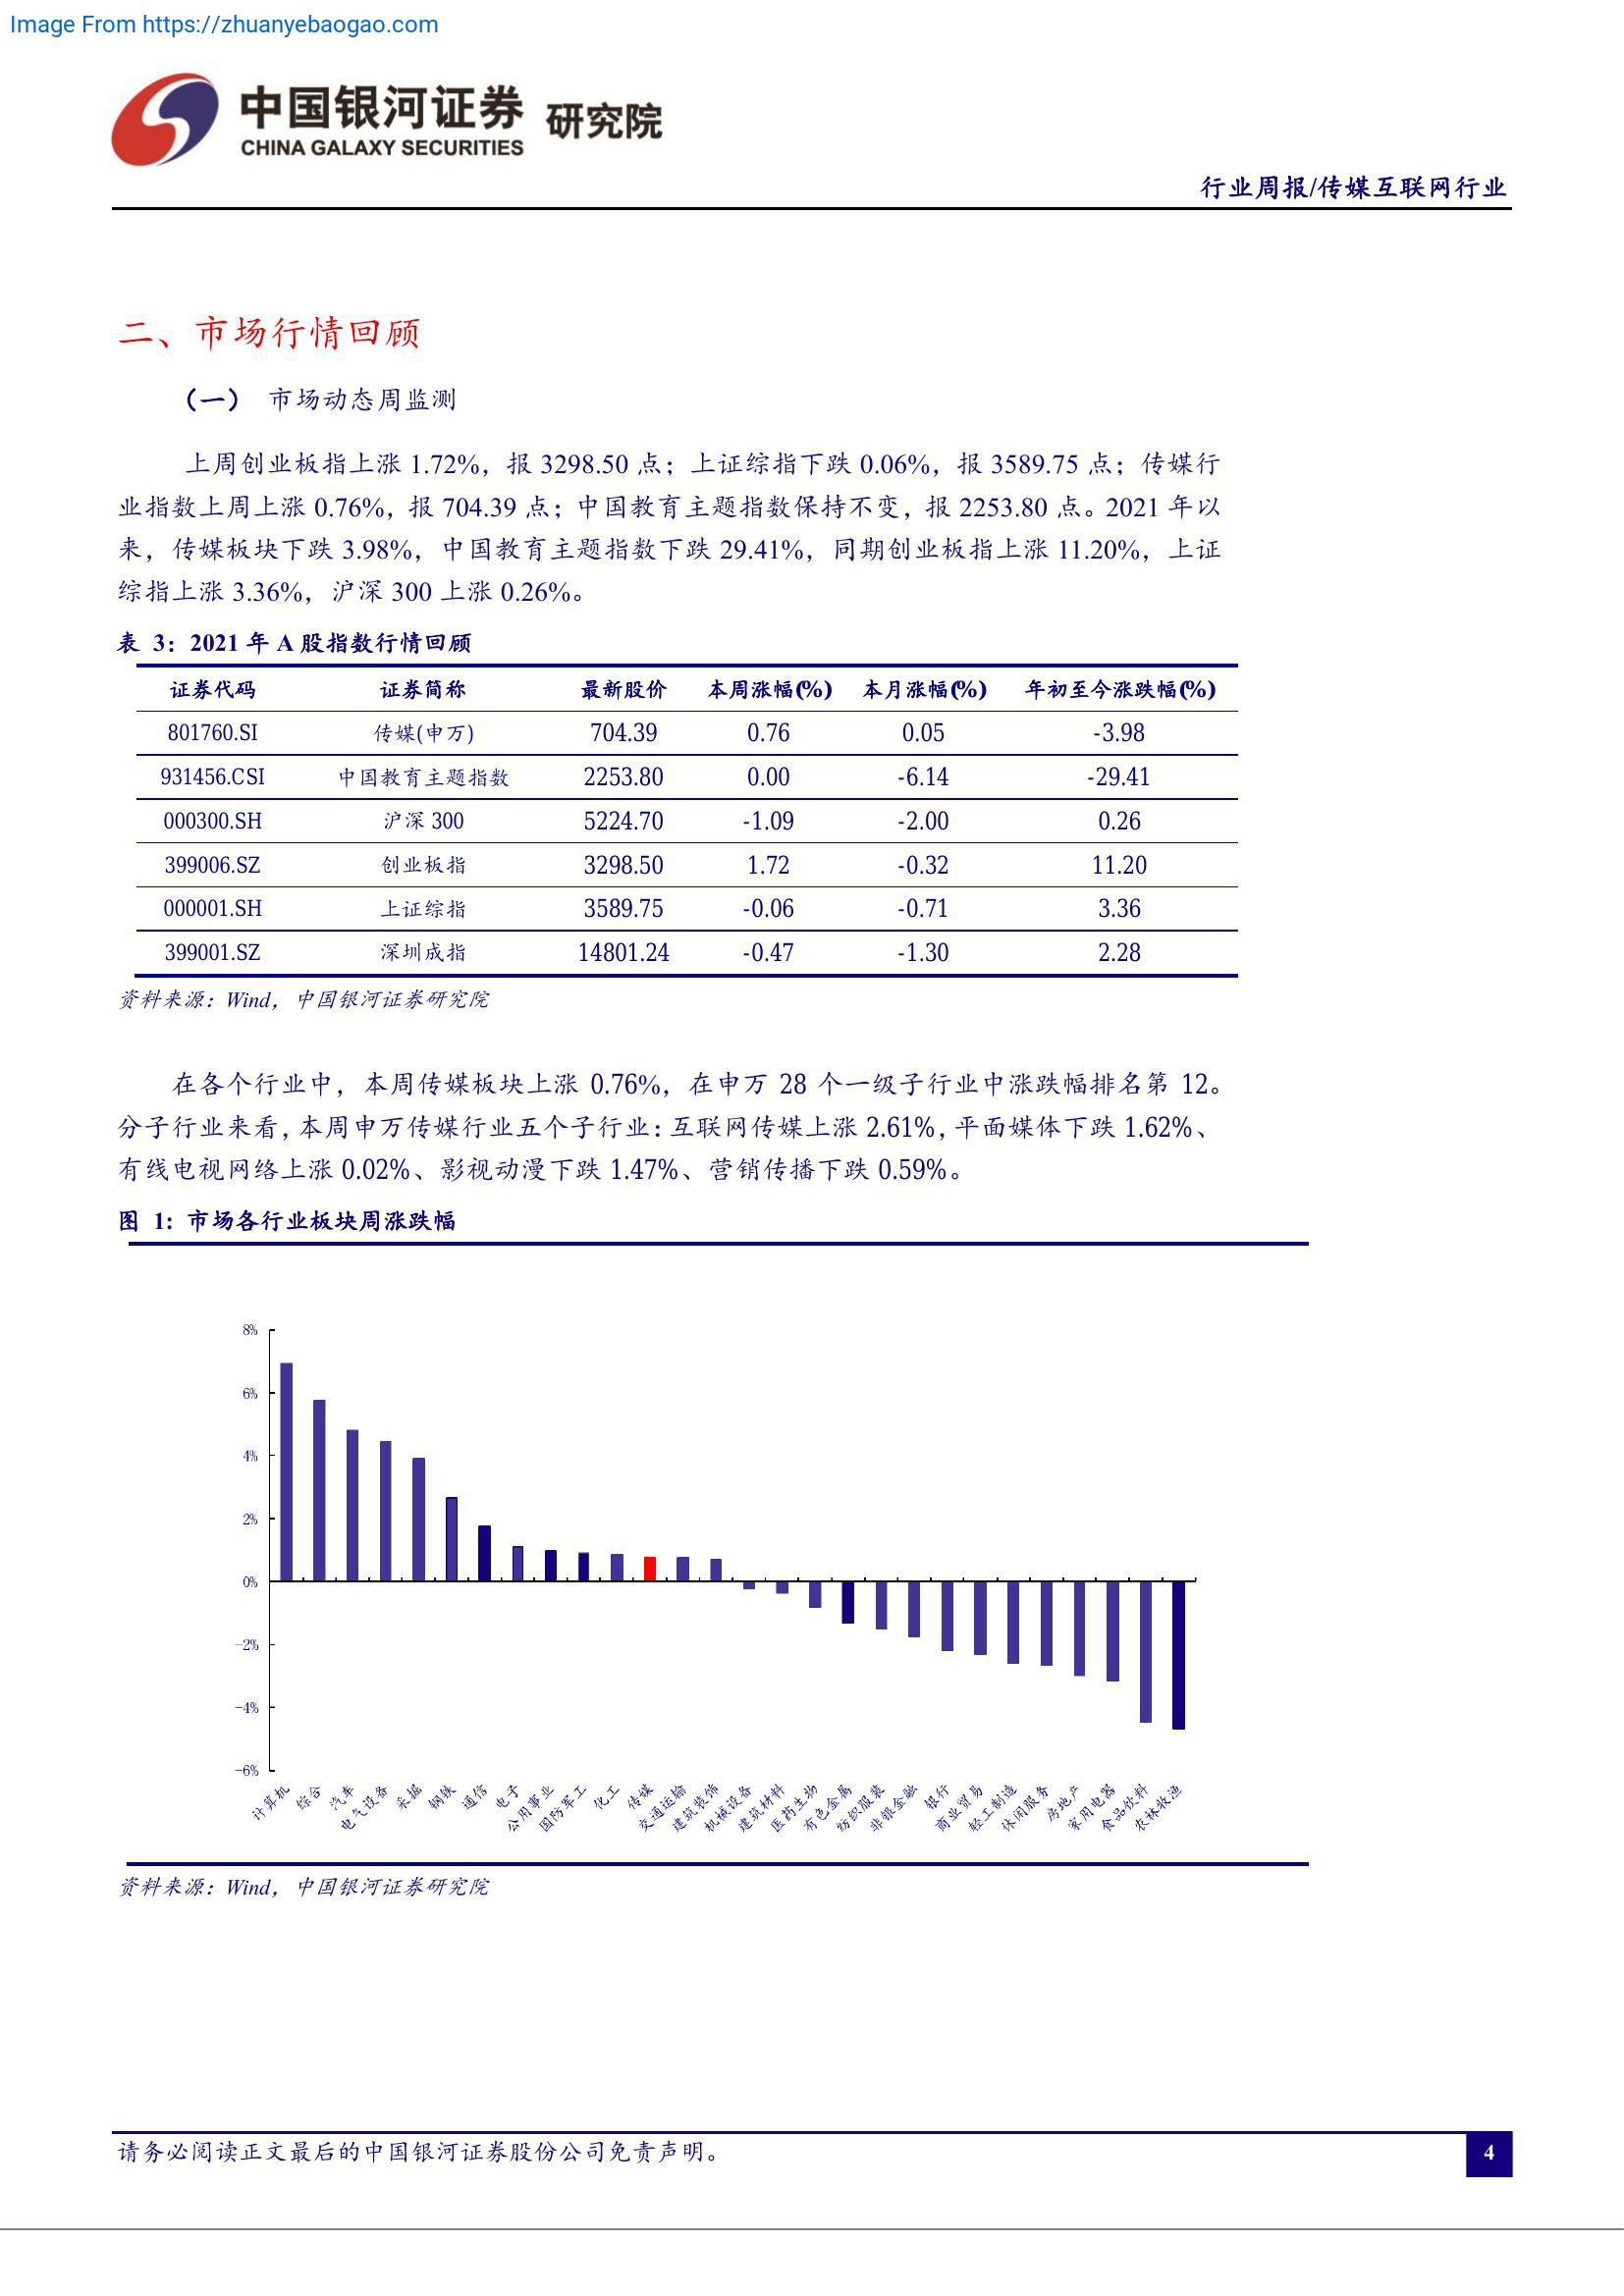 Image From https://zhuanyebaogao.com
中国银河证券 研究院
CHINA GALAXY SECURITIES
行业周报/传媒互联网行业
二、市场行情回顾
（一） 市场动态周监测
上周创业板指上涨 1.72%，报 3298.50 点；上证综指下跌 0.06%，报 3589.75 点；传媒行
业指数上周上涨 0.76%，报 704.39 点；中国教育主题指数保持不变，报 2253.80 点。2021 年以
来，传媒板块下跌 3.98%，中国教育主题指数下跌 29.41%，同期创业板指上涨 11.20%，上证
综指上涨 3.36%，沪深 300 上涨 0.26%。
表 3：2021 年 A 股指数行情回顾
证券代码 证券简称 最新股价 本周涨幅(%) 本月涨幅(%) 年初至今涨跌幅(%)
801760.SI 传媒(申万) 704.39 0.76 0.05 -3.98
931456.CSI 中国教育主题指数 2253.80 0.00 -6.14 -29.41
000300.SH 沪深 300 5224.70 -1.09 -2.00 0.26
399006.SZ 创业板指 3298.50 1.72 -0.32 11.20
000001.SH 上证综指 3589.75 -0.06 -0.71 3.36
399001.SZ 深圳成指 14801.24 -0.47 -1.30 2.28
资料来源：Wind，中国银河证券研究院
在各个行业中，本周传媒板块上涨 0.76%，在申万 28 个一级子行业中涨跌幅排名第 12。
分子行业来看，本周申万传媒行业五个子行业：互联网传媒上涨 2.61%，平面媒体下跌 1.62%、
有线电视网络上涨 0.02%、影视动漫下跌 1.47%、营销传播下跌 0.59%。
图 1: 市场各行业板块周涨跌幅
8%
6%
4%
2%
0%
-2%
-4%
-6%
计算机 综合 汽车 电气设备 采掘 钢铁 通信 电子 公用事业 国防军工 化工 传媒 交通运输 建筑装饰 机械设备 建筑材料 医药生物 有色金属 纺织服装 非银金融 银行 商业贸易 轻工制造 休闲服务 房地产 家用电器 食品饮料 农林牧渔
资料来源：Wind，中国银河证券研究院
请务必阅读正文最后的中国银河证券股份公司免责声明。
4